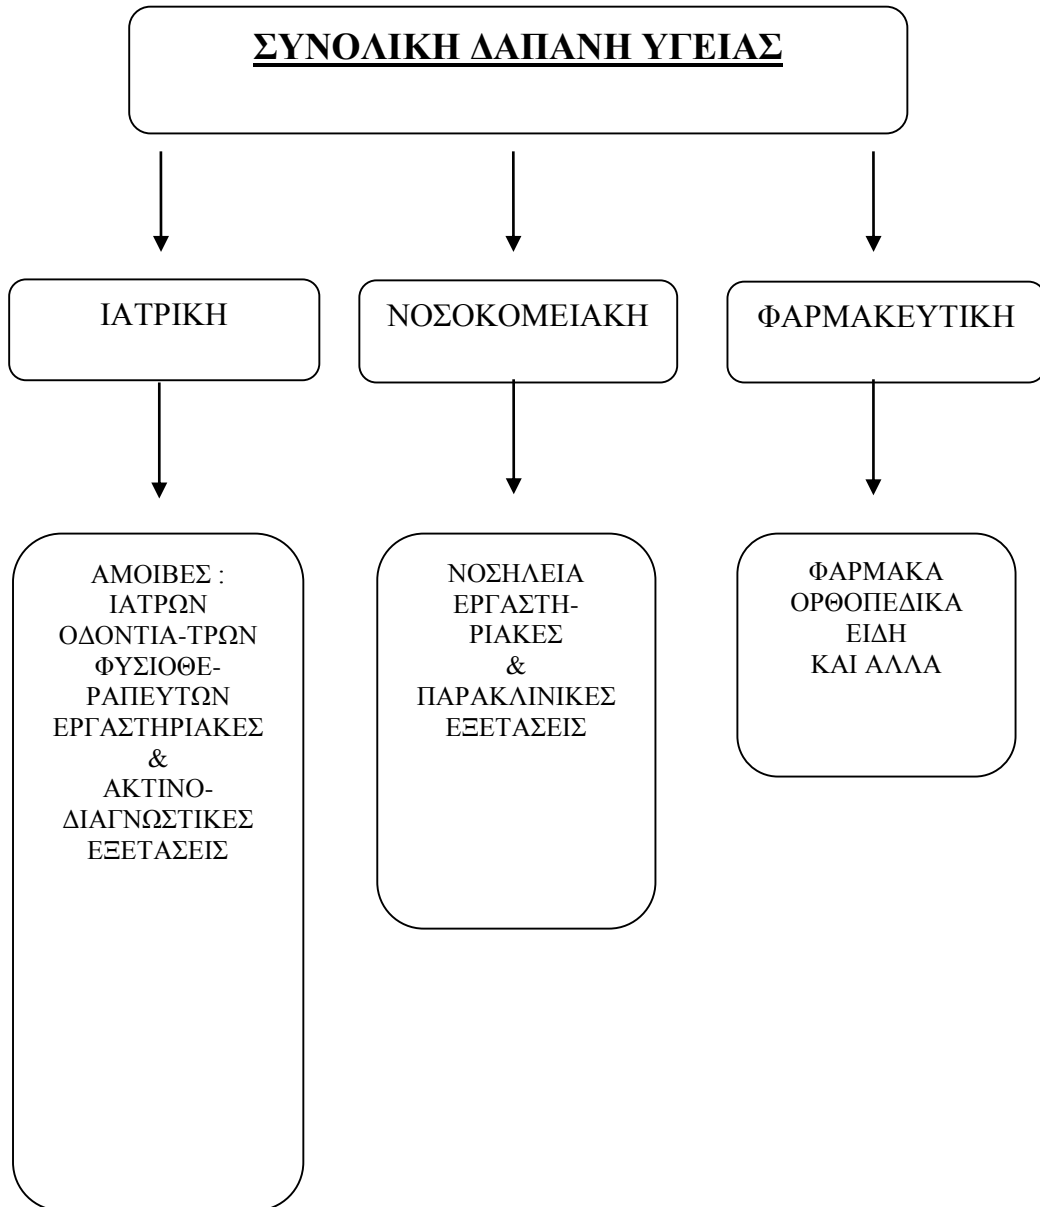 ΣΥΝΟΛΙΚΗ ΔΑΠΑΝΗ ΥΓΕΙΑΣ
ΙΑΤΡΙΚΗ
ΝΟΣΟΚΟΜΕΙΑΚΗ
ΦΑΡΜΑΚΕΥΤΙΚΗ
ΑΜΟΙΒΕΣ :
ΙΑΤΡΩΝ
ΟΔΟΝΤΙΑ-ΤΡΩΝ
ΦΥΣΙΟΘΕ-
ΡΑΠΕΥΤΩΝ
ΕΡΓΑΣΤΗΡΙΑΚΕΣ
&
ΑΚΤΙΝΟ-
ΔΙΑΓΝΩΣΤΙΚΕΣ
ΕΞΕΤΑΣΕΙΣ
ΝΟΣΗΛΕΙΑ
ΕΡΓΑΣΤΗ-
ΡΙΑΚΕΣ
&
ΠΑΡΑΚΛΙΝΙΚΕΣ
ΕΞΕΤΑΣΕΙΣ
ΦΑΡΜΑΚΑ
ΟΡΘΟΠΕΔΙΚΑ
ΕΙΔΗ
ΚΑΙ ΑΛΛΑ